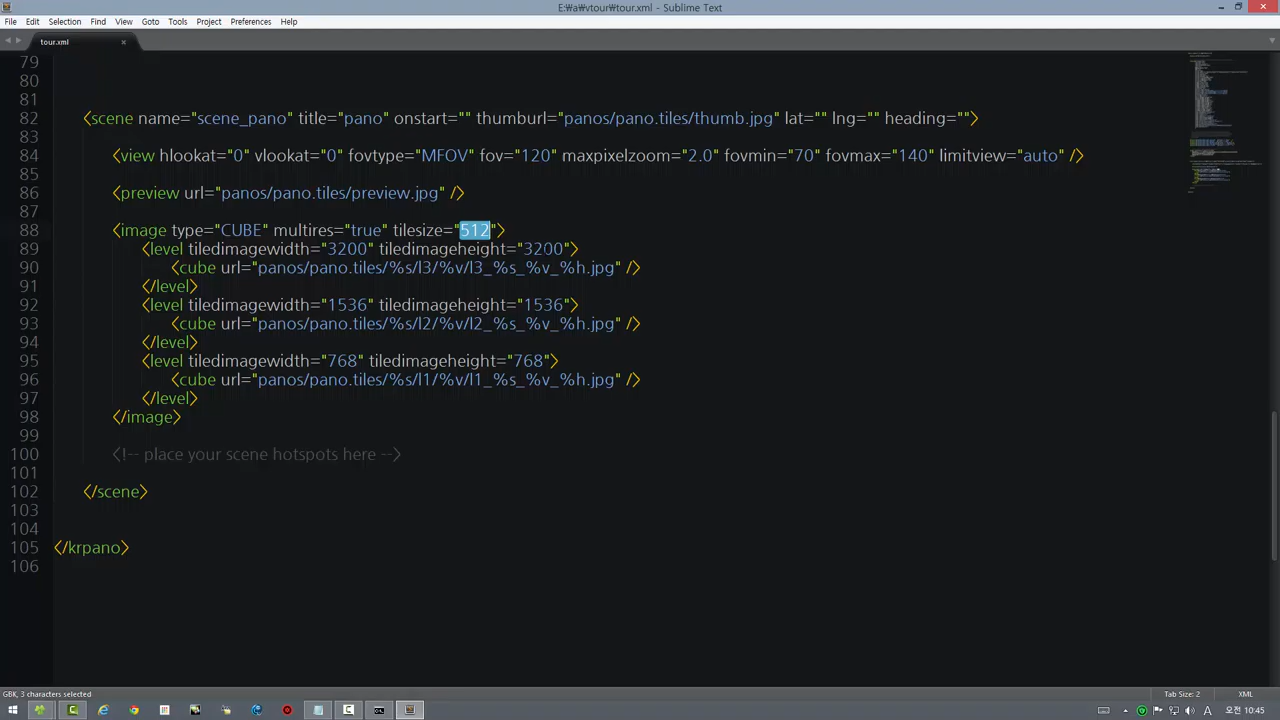 E:₩a₩vtour₩tour.xml - Sublime Text
File Edit Selection Find View Goto Tools Project Preferences Help
tour.xml
79
80
81
82 <scene name="scene_pano" title="pano" onstart="" thumburl="panos/pano.tiles/thumb.jpg" lat="" lng="" heading="">
83
84 <view hlookat="0" vlookat="0" fovtype="MFOV" fov="120" maxpixelzoom="2.0" fovmin="70" fovmax="140" limitview="auto" />
85
86 <preview url="panos/pano.tiles/preview.jpg" />
87
88 <image type="CUBE" multires="true" tilesize="512">
89 <level tiledimagewidth="3200" tiledimageheight="3200">
90 <cube url="panos/pano.tiles/%s/l3/%v/l3_%s_%v_%h.jpg" />
91 </level>
92 <level tiledimagewidth="1536" tiledimageheight="1536">
93 <cube url="panos/pano.tiles/%s/l2/%v/l2_%s_%v_%h.jpg" />
94 </level>
95 <level tiledimagewidth="768" tiledimageheight="768">
96 <cube url="panos/pano.tiles/%s/l1/%v/l1_%s_%v_%h.jpg" />
97 </level>
98 </image>
99
100 <!-- place your scene hotspots here -->
101
102 </scene>
103
104
105 </krpano>
106
GBK, 3 characters selected Tab Size: 2 XML
A 오전 10:45